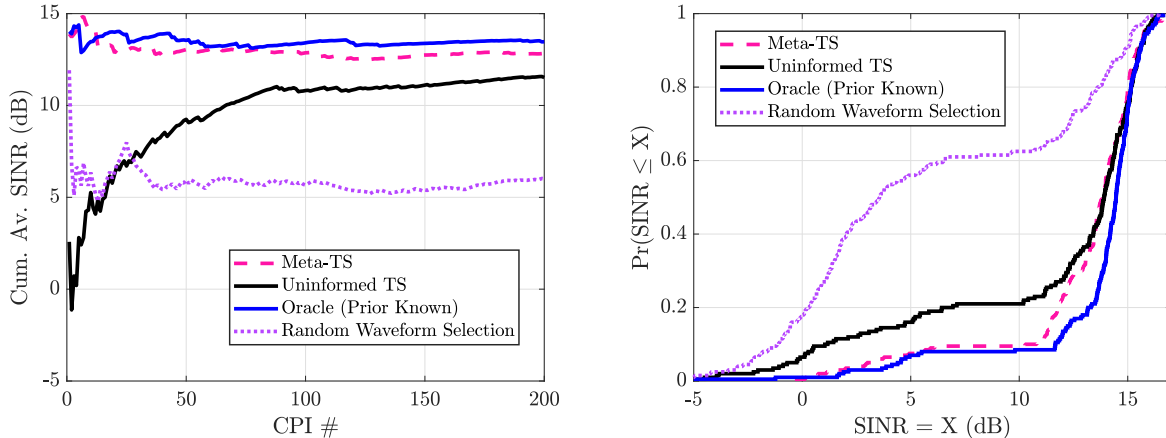 15
10
5
0
-5
0
50
100
150
200
Cum. Av. SINR (dB)
CPI #
Meta-TS
Uninformed TS
Oracle (Prior Known)
Random Waveform Selection
1
0.8
0.6
0.4
0.2
0
-5
0
5
10
15
Pr(SINR ≤ X)
SINR = X (dB)
Meta-TS
Uninformed TS
Oracle (Prior Known)
Random Waveform Selection